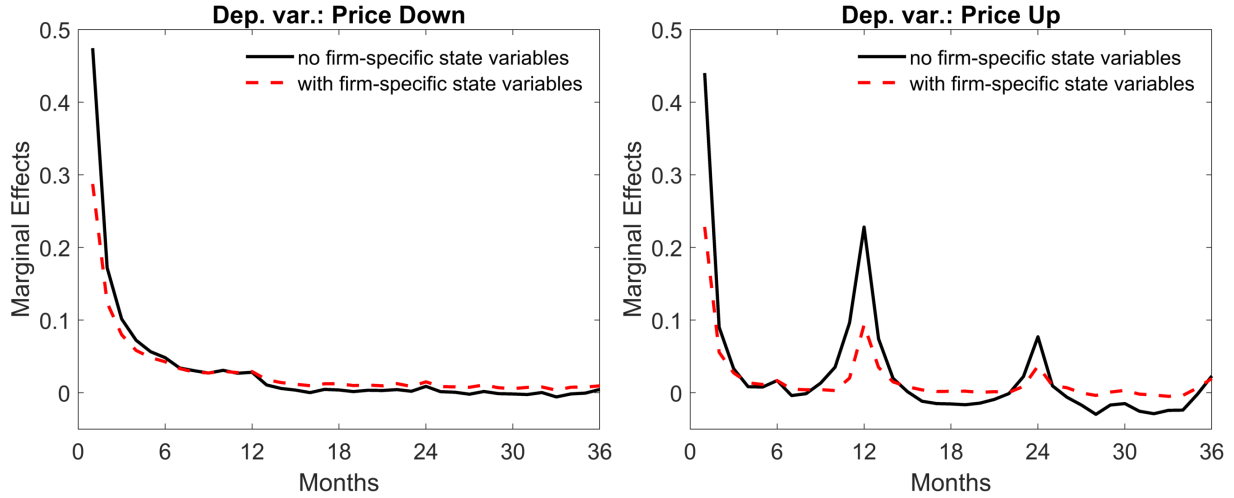 Dep. var.: Price Down
0.5
0.4
0.3
0.2
0.1
0
Marginal Effects
no firm-specific state variables
with firm-specific state variables
0 6 12 18 24 30 36
Months
Dep. var.: Price Up
0.5
0.4
0.3
0.2
0.1
0
Marginal Effects
no firm-specific state variables
with firm-specific state variables
0 6 12 18 24 30 36
Months